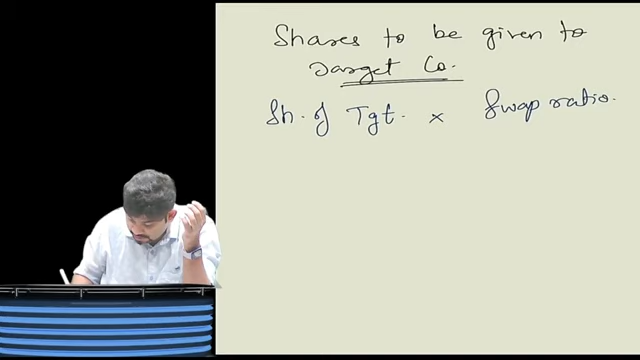 Shares to be given to
Target Co.
Sh. of Tgt. × Swap ratio.